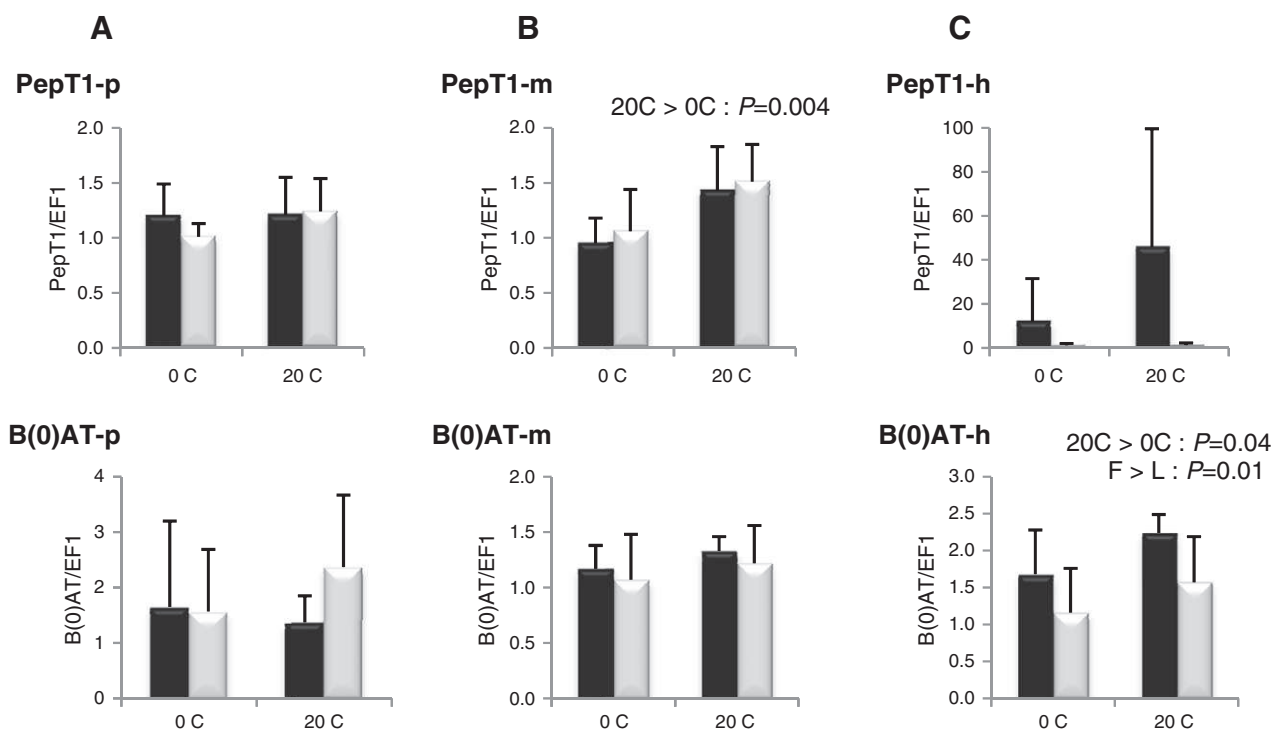 A
B
C
PepT1-p
PepT1-m
PepT1-h
20C > 0C : P=0.004
PepT1/EF1
2.0
1.5
1.0
0.5
0.0
0 C
20 C
PepT1/EF1
2.0
1.5
1.0
0.5
0.0
0 C
20 C
PepT1/EF1
100
80
60
40
20
0
0 C
20 C
B(0)AT-p
B(0)AT-m
B(0)AT-h
20C > 0C : P=0.04
F > L : P=0.01
B(0)AT/EF1
4
3
2
1
0
0 C
20 C
B(0)AT/EF1
2.0
1.5
1.0
0.5
0.0
0 C
20 C
B(0)AT/EF1
3.0
2.5
2.0
1.5
1.0
0.5
0.0
0 C
20 C